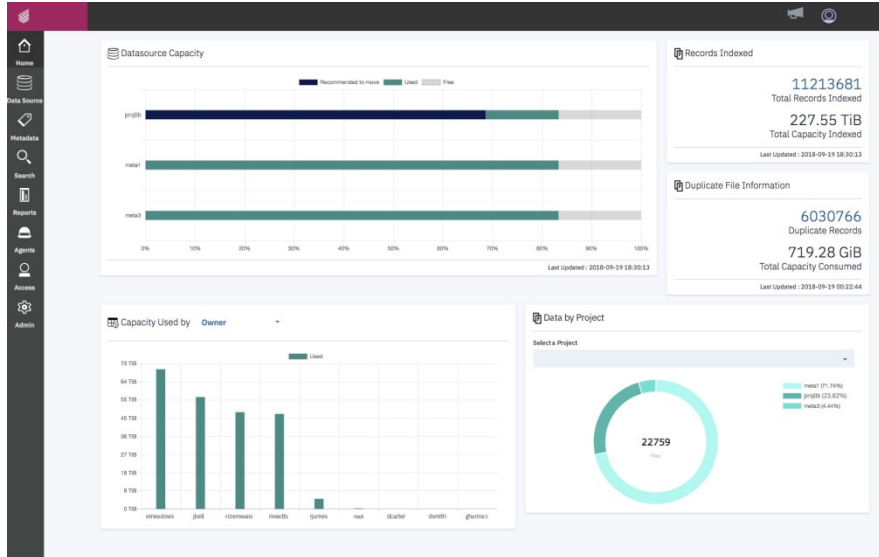 Home
Data Source
Metadata
Search
Reports
Agents
Access
Admin
Datasource Capacity
Recommended to move Used Free
projlib
meta1
meta3
0% 10% 20% 30% 40% 50% 60% 70% 80% 90% 100%
Last Updated : 2018-09-19 18:30:13
Records Indexed
11213681
Total Records Indexed
227.55 TiB
Total Capacity Indexed
Last Updated : 2018-09-19 18:30:13
Duplicate File Information
6030766
Duplicate Records
719.28 GiB
Total Capacity Consumed
Last Updated : 2018-09-19 00:22:44
Capacity Used by Owner
Used
73 TiB
64 TiB
55 TiB
45 TiB
36 TiB
27 TiB
18 TiB
9 TiB
0 TiB
emeadows jbell mwatts rjames root dcarter dsmith
Data by Project
Select a Project
meta1 (71.74%)
projlib (23.82%)
meta3 (4.44%)
22759
Files